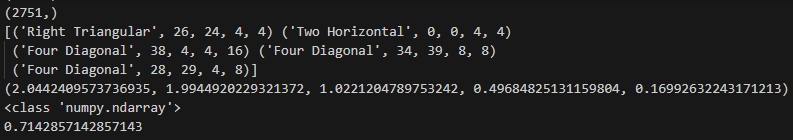 (2751,)
[('Right Triangular', 26, 24, 4, 4) ('Two Horizontal', 0, 0, 4, 4)
 ('Four Diagonal', 38, 4, 4, 16) ('Four Diagonal', 34, 39, 8, 8)
 ('Four Diagonal', 28, 29, 4, 8)]
(2.0442409573736935, 1.9944920229321372, 1.0221204789753242, 0.49684825131159804, 0.16992632243171213)
<class 'numpy.ndarray'>
0.7142857142857143